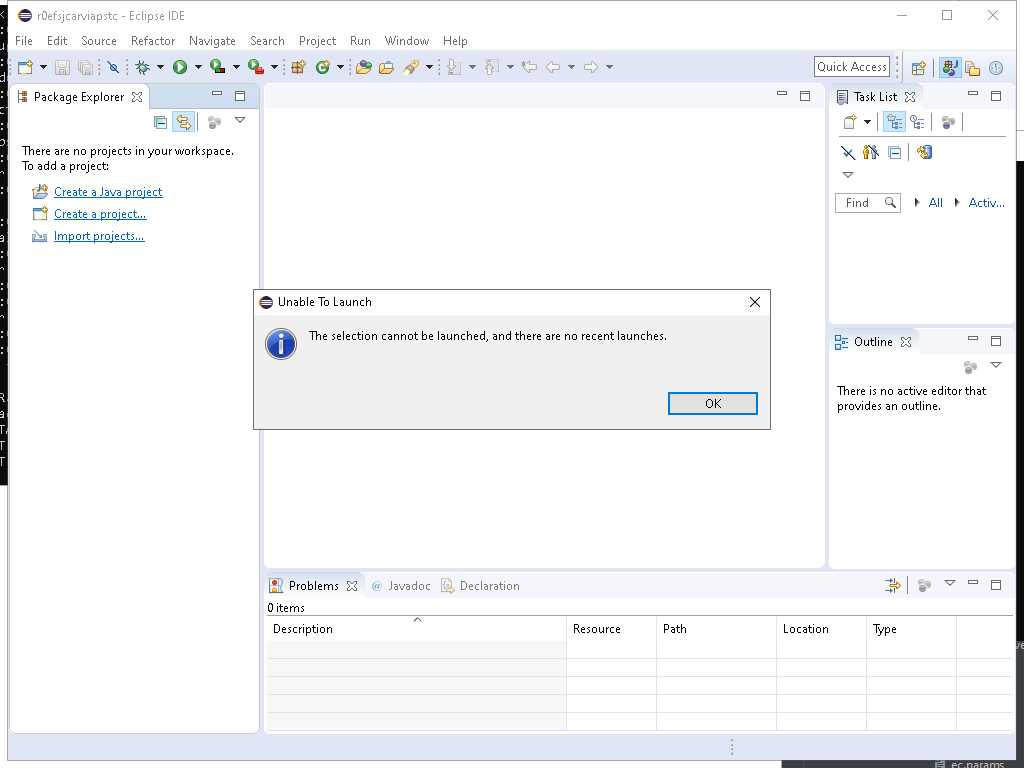 r0efsjcarviapstc - Eclipse IDE
File Edit Source Refactor Navigate Search Project Run Window Help
Quick Access
Package Explorer
Task List
There are no projects in your workspace.
To add a project:
Create a Java project
Create a project...
Import projects...
Find
All
Activ...
Unable To Launch
The selection cannot be launched, and there are no recent launches.
OK
Outline
There is no active editor that
provides an outline.
Problems @ Javadoc Declaration
0 items
Description Resource Path Location Type
ec.params